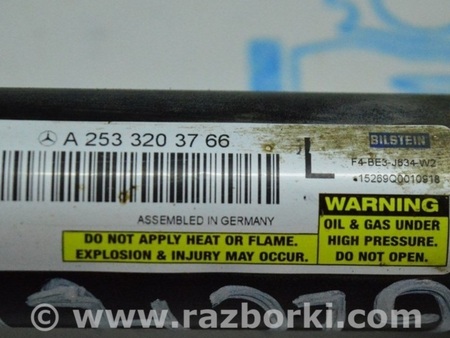 A 253 320 37 66
L
BILSTEIN
F4-BE3-J834-W2
*15269Q0010918
ASSEMBLED IN GERMANY
WARNING
OIL & GAS UNDER
HIGH PRESSURE.
DO NOT OPEN.
DO NOT APPLY HEAT OR FLAME.
EXPLOSION & INJURY MAY OCCUR.
© www.razborki.com